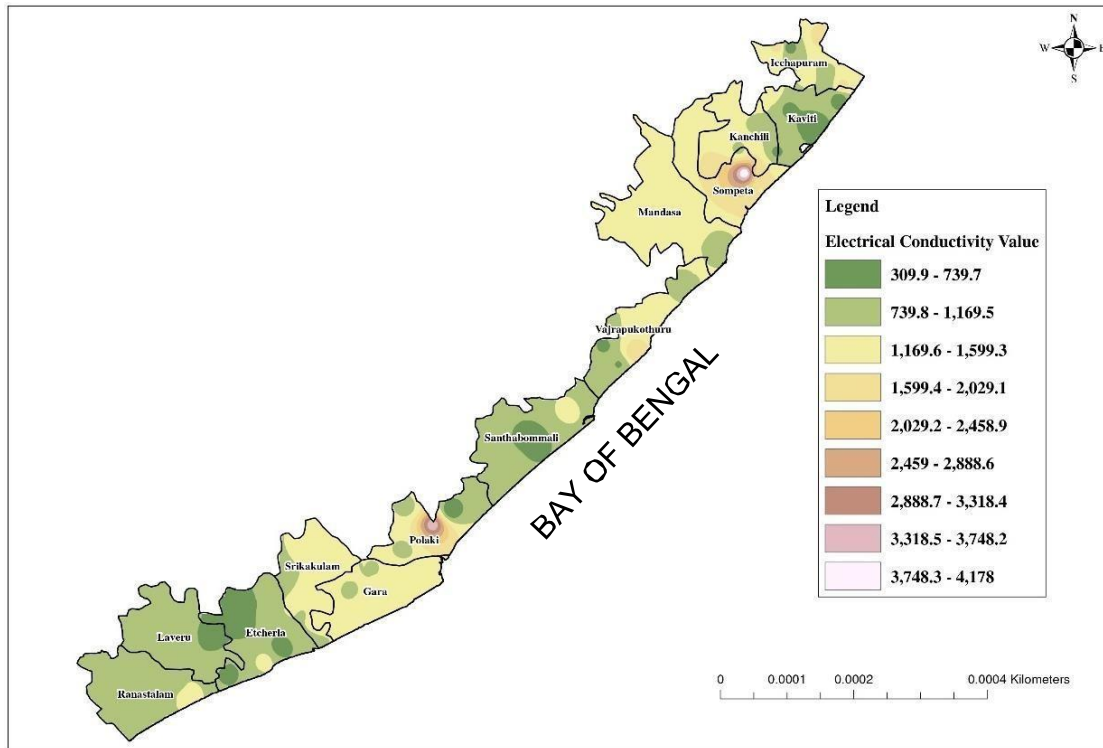 N
W E
S
Icchapuram
Kaviti
Kanchili
Sompeta
Mandasa
Vajrapukothuru
Santhabommali
Polaki
Srikakulam
Gara
Etcherla
Laveru
Ranastalam
BAY OF BENGAL
Legend
Electrical Conductivity Value
309.9 - 739.7
739.8 - 1,169.5
1,169.6 - 1,599.3
1,599.4 - 2,029.1
2,029.2 - 2,458.9
2,459 - 2,888.6
2,888.7 - 3,318.4
3,318.5 - 3,748.2
3,748.3 - 4,178
0 0.0001 0.0002 0.0004 Kilometers